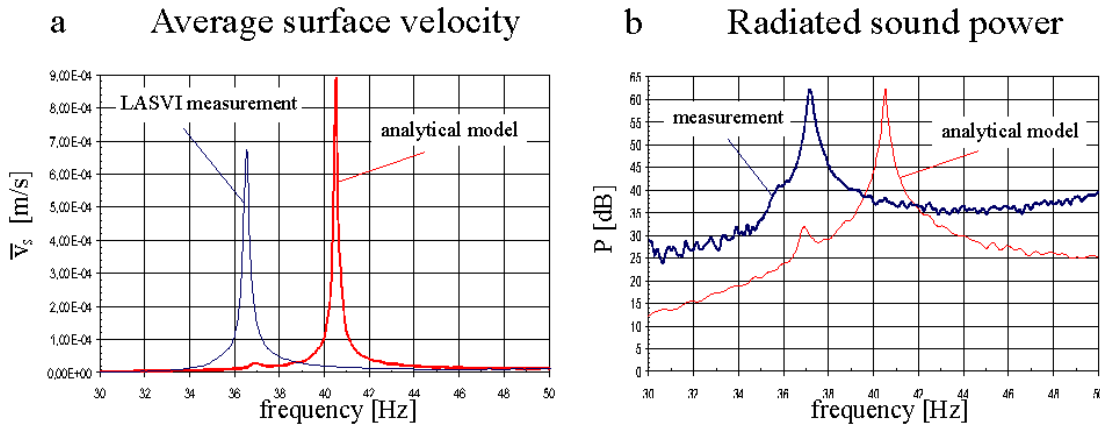 a Average surface velocity
9,00E-04
8,00E-04
7,00E-04
6,00E-04
5,00E-04
4,00E-04
3,00E-04
2,00E-04
1,00E-04
0,00E+00
v̅s [m/s]
LASVI measurement
analytical model
30 32 34 36 38 40 42 44 46 48 50
frequency [Hz]
b Radiated sound power
65
60
55
50
45
40
35
30
25
20
15
10
5
0
P [dB]
measurement
analytical model
30 32 34 36 38 40 42 44 46 48 50
frequency [Hz]